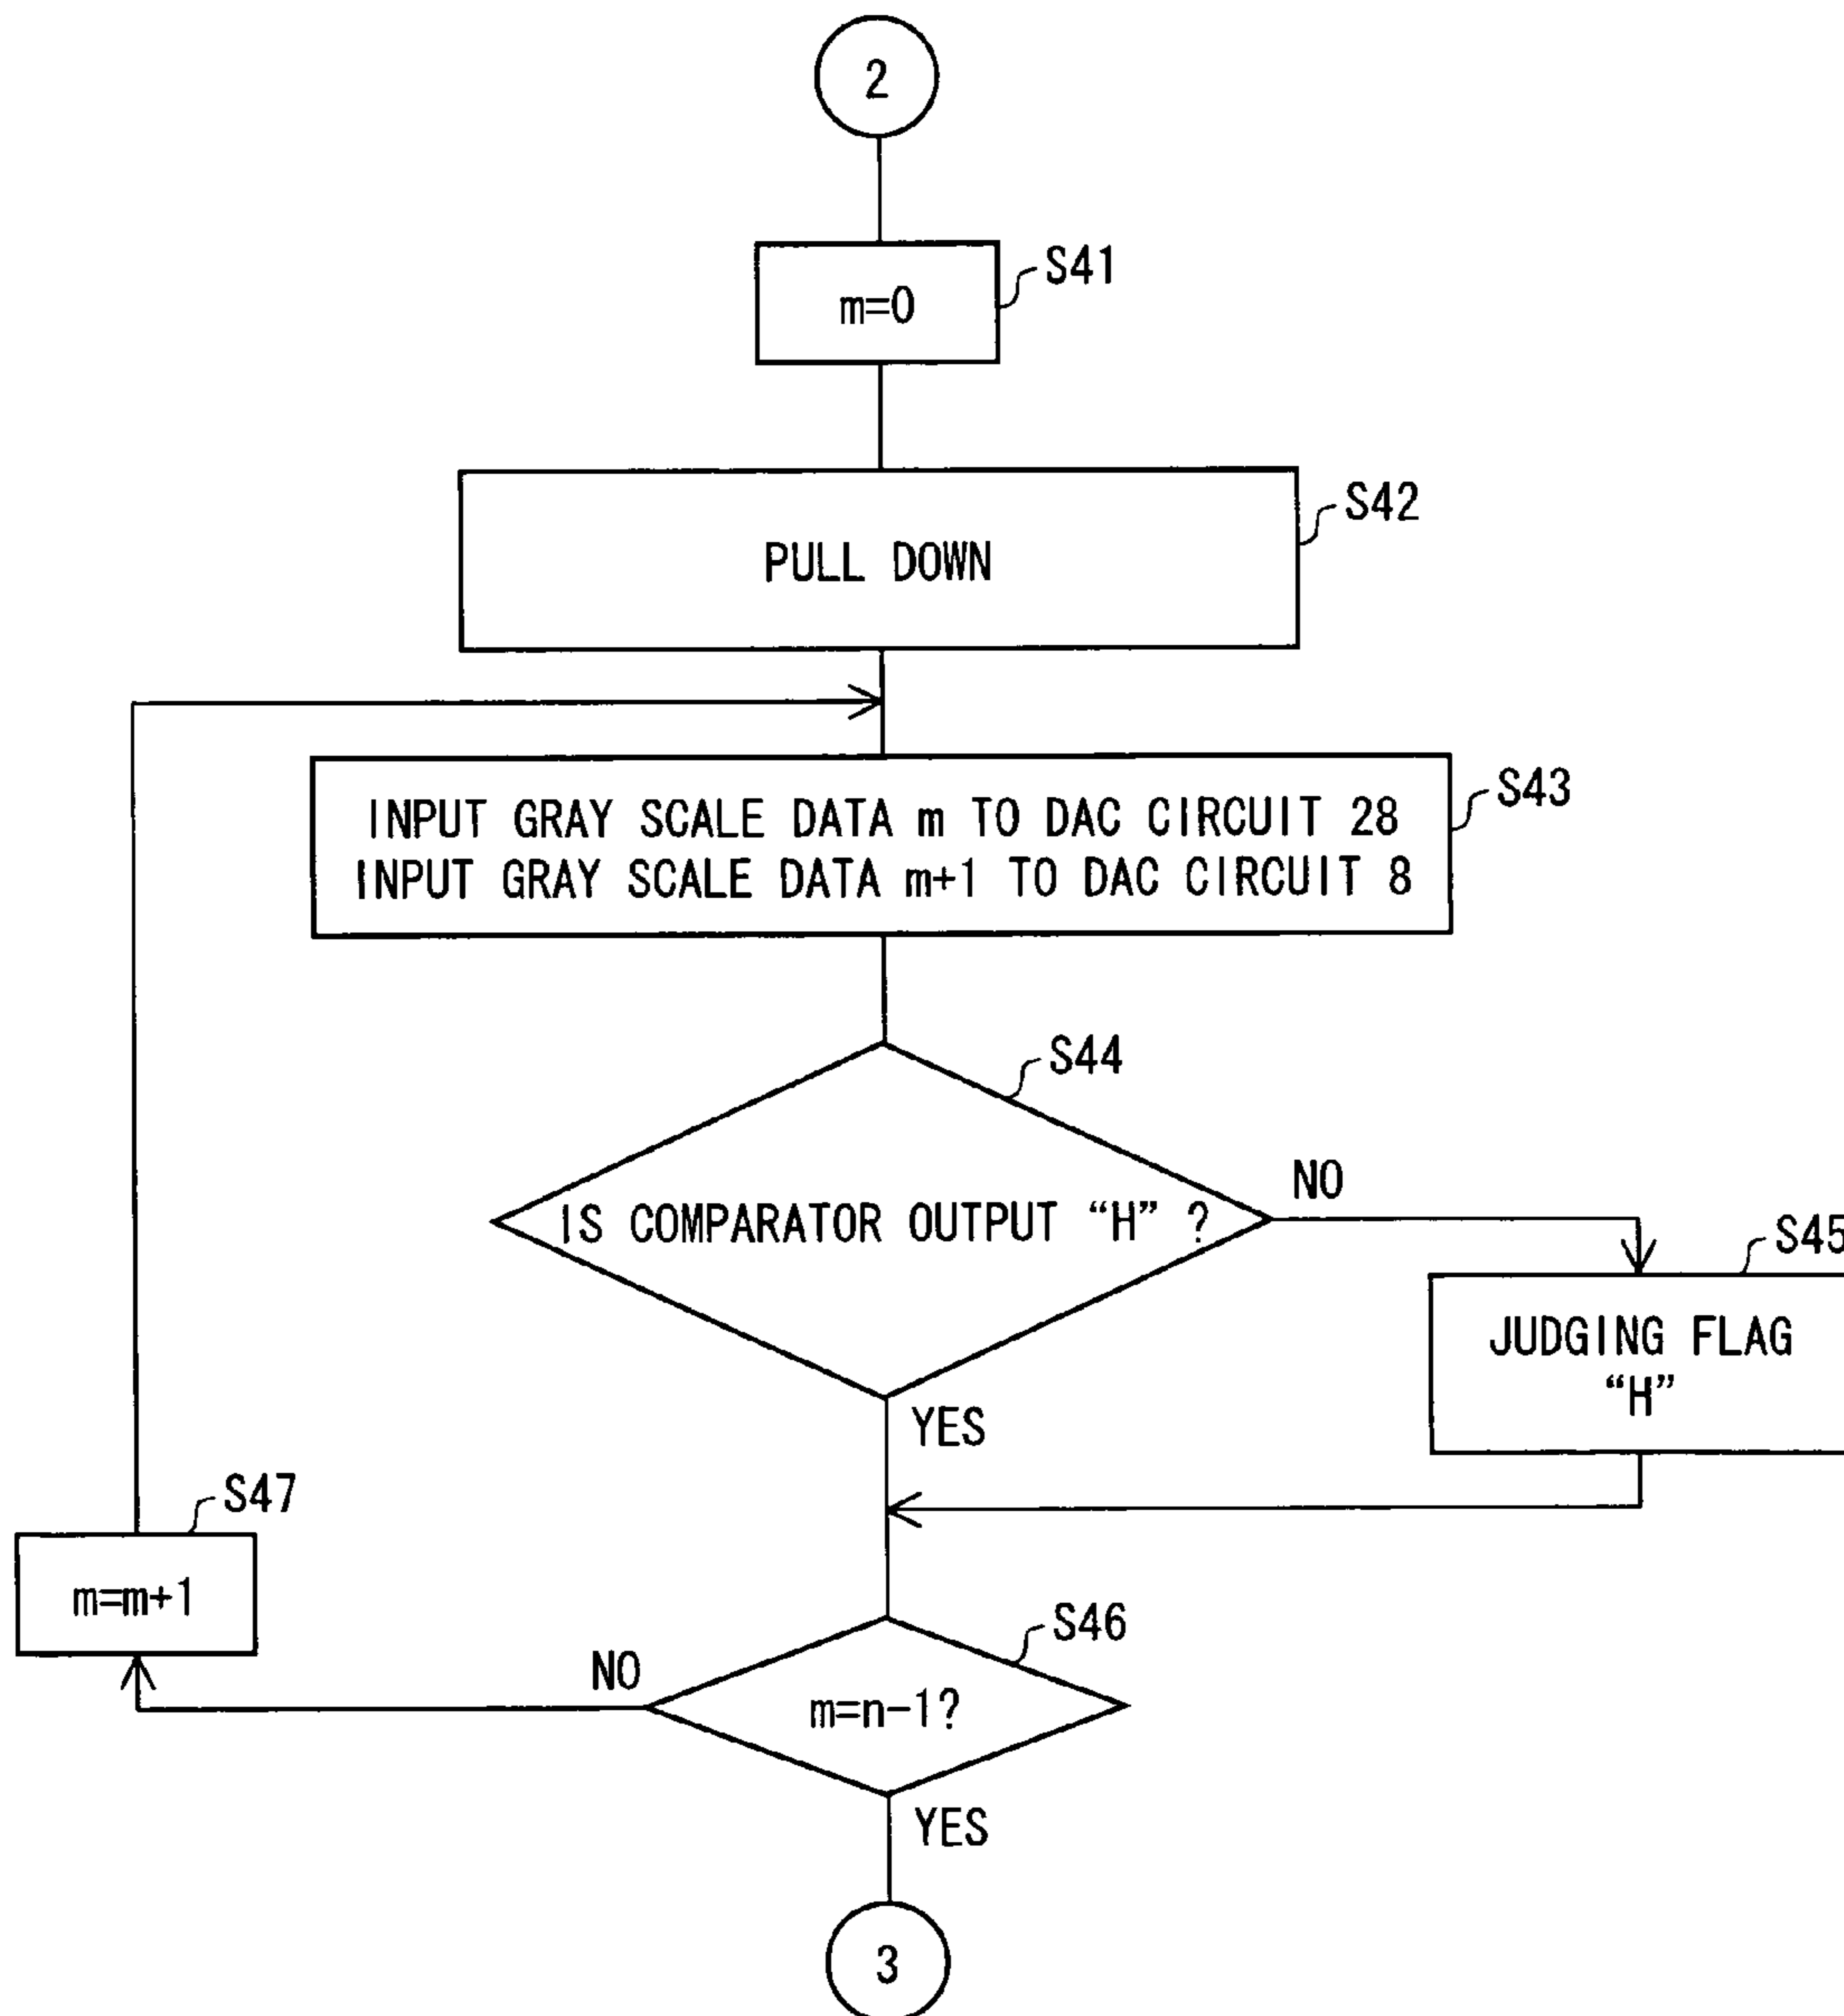 2
S41
m=0
S42
PULL DOWN
S43
INPUT GRAY SCALE DATA m TO DAC CIRCUIT 28
INPUT GRAY SCALE DATA m+1 TO DAC CIRCUIT 8
S44
IS COMPARATOR OUTPUT “H” ?
NO
S45
JUDGING FLAG
“H”
YES
S47
m=m+1
S46
NO
m=n-1?
YES
3